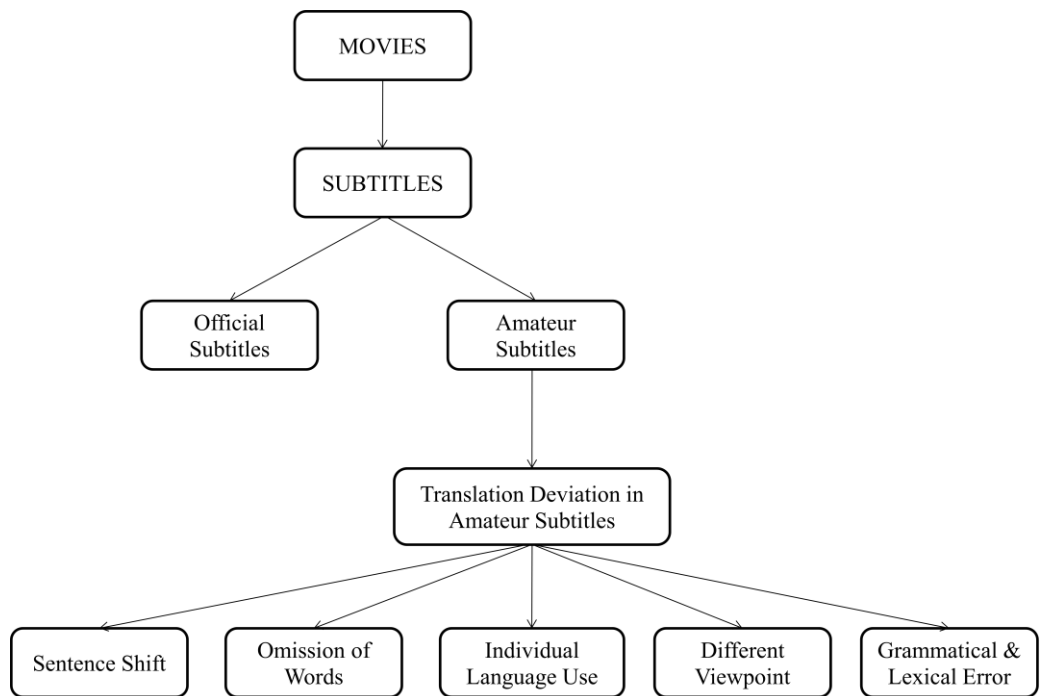 MOVIES
SUBTITLES
Official
Subtitles
Amateur
Subtitles
Translation Deviation in
Amateur Subtitles
Sentence Shift
Omission of
Words
Individual
Language Use
Different
Viewpoint
Grammatical &
Lexical Error